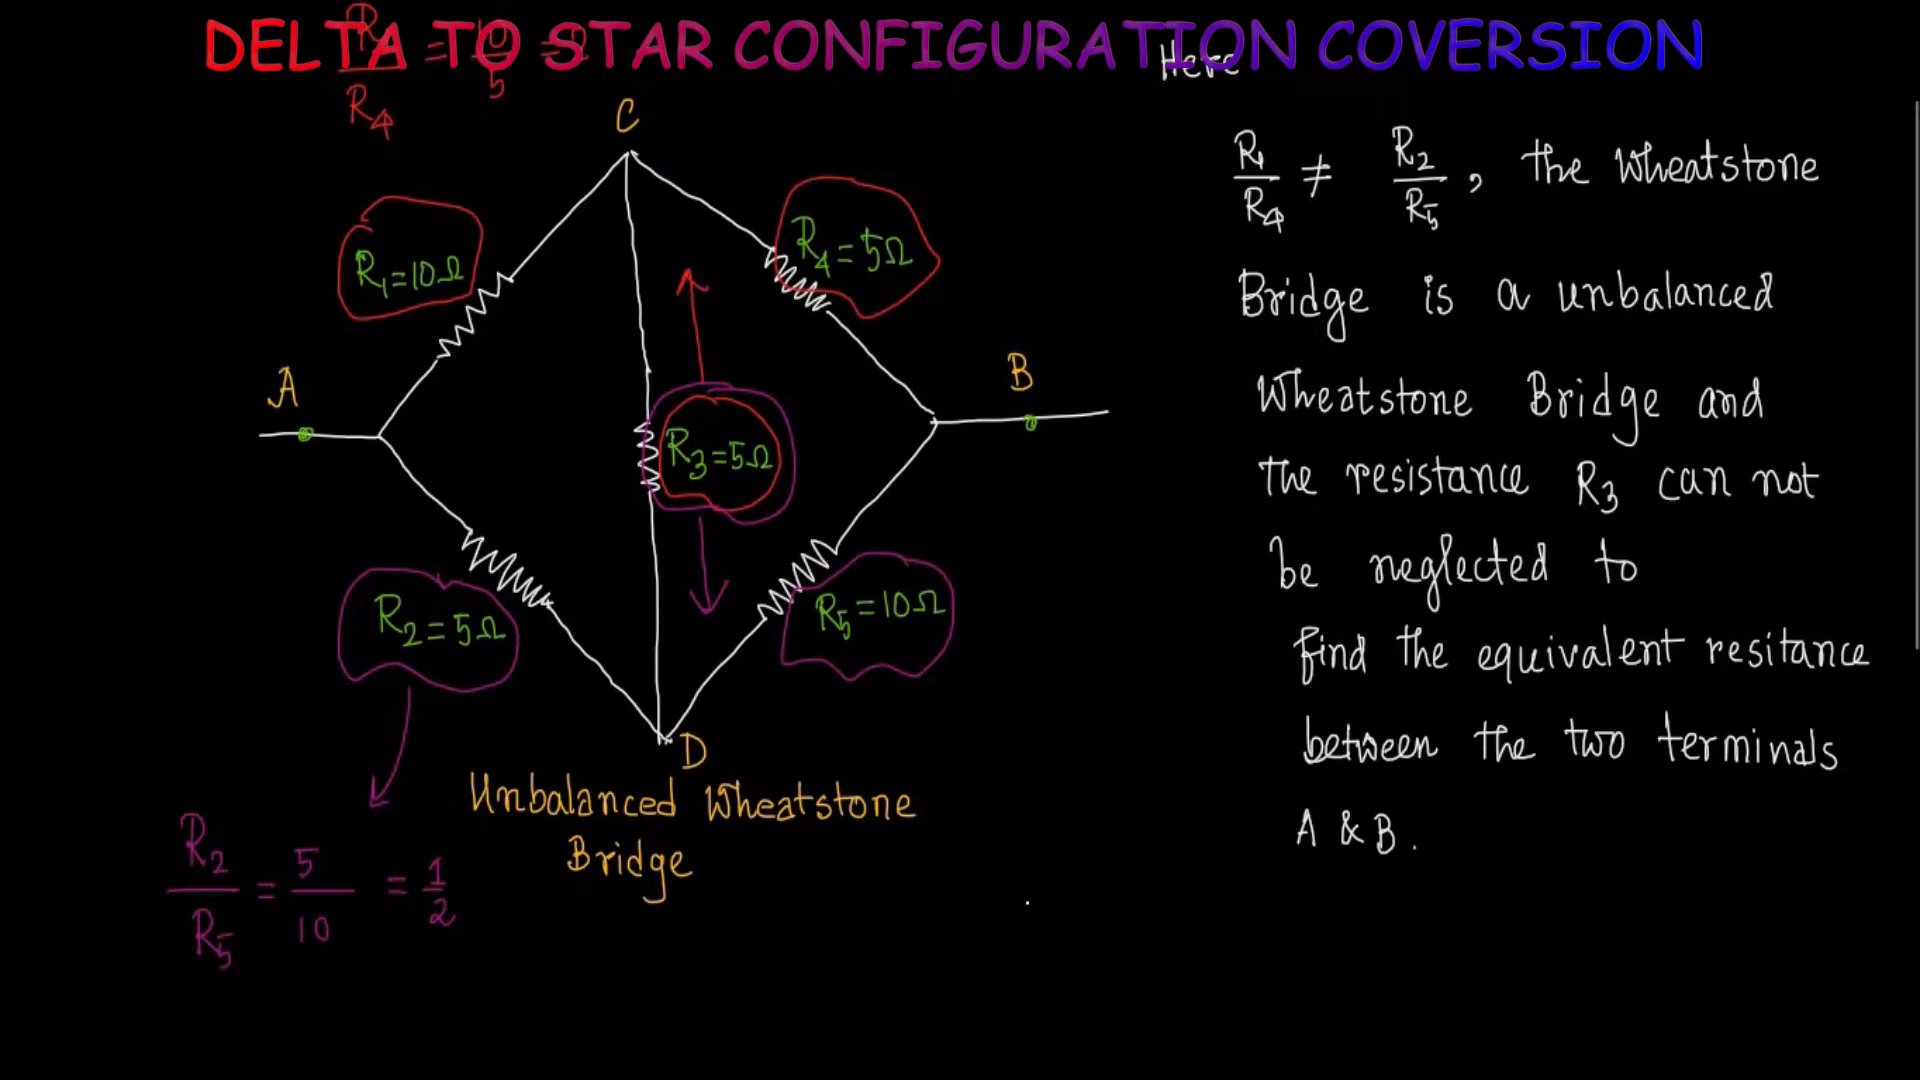 DELTA TO STAR CONFIGURATION COVERSION
R4
5
Here
C
R1 = 10Ω
R4 = 5Ω
A
B
R3 = 5Ω
R2 = 5Ω
R5 = 10Ω
D
Unbalanced Wheatstone
Bridge
R2/R5 = 5/10 = 1/2
R1/R4 ≠ R2/R5, the Wheatstone
Bridge is a unbalanced
Wheatstone Bridge and
the resistance R3 can not
be neglected to
find the equivalent resitance
between the two terminals
A & B.